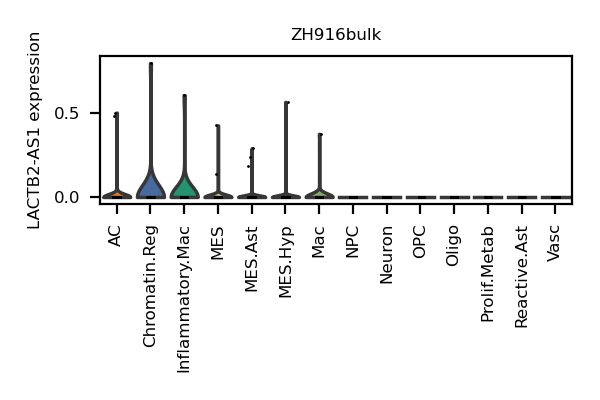 ZH916bulk
LACTB2-AS1 expression
0.5
0.0
AC
Chromatin.Reg
Inflammatory.Mac
MES
MES.Ast
MES.Hyp
Mac
NPC
Neuron
OPC
Oligo
Prolif.Metab
Reactive.Ast
Vasc